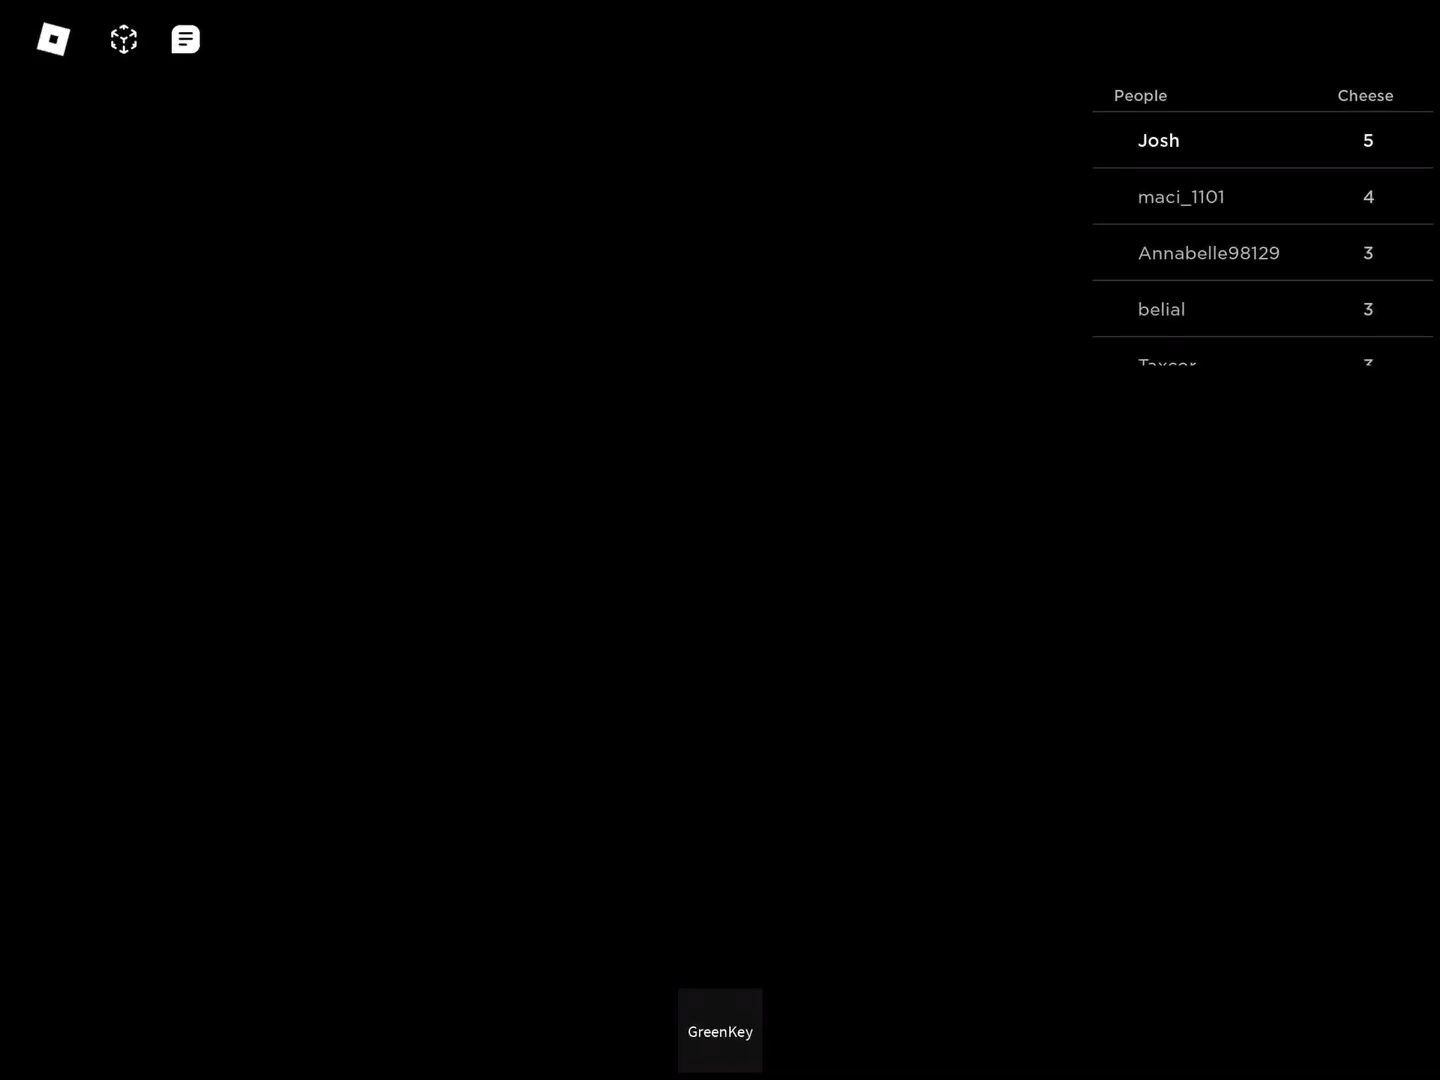 People Cheese
Josh 5
maci_1101 4
Annabelle98129 3
belial 3
GreenKey